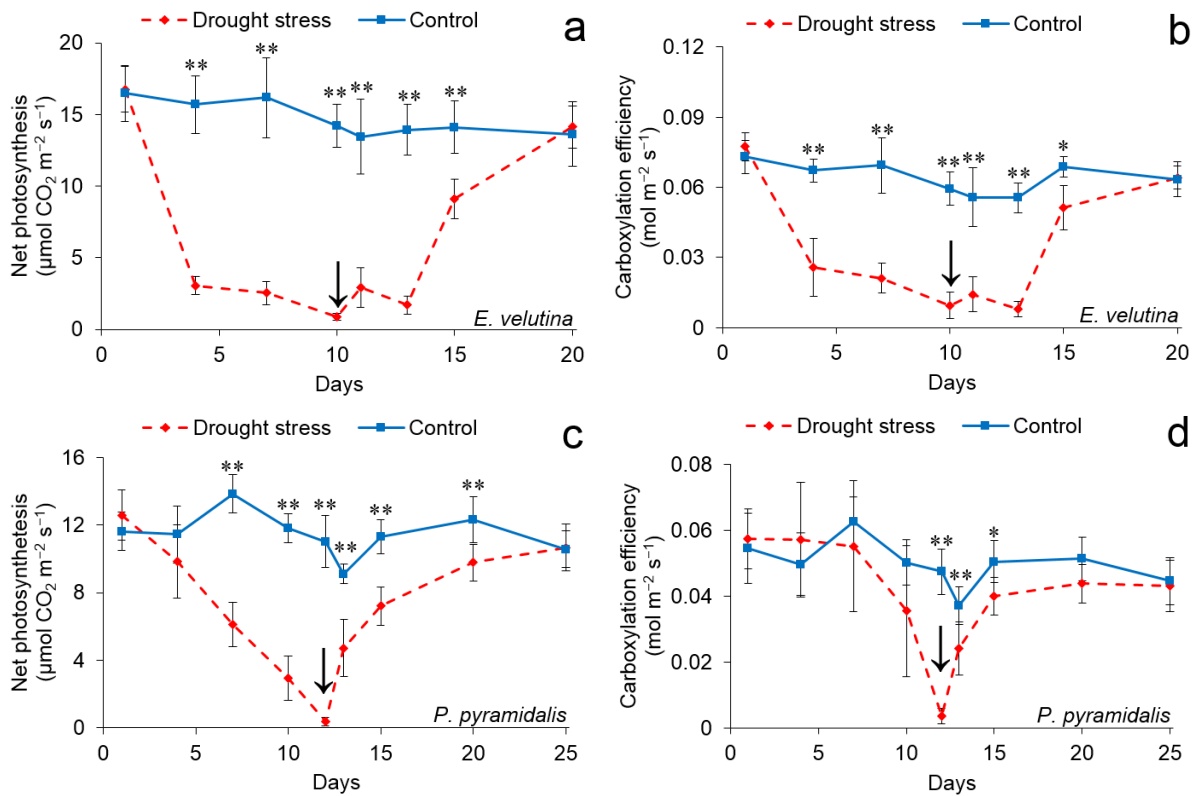 Drought stress Control
a
Net photosynthesis
(µmol CO₂ m⁻² s⁻¹)
20
15
10
5
0
** ** ** ** ** **
E. velutina
0 5 10 15 20
Days
Drought stress Control
b
Carboxylation efficiency
(mol m⁻² s⁻¹)
0.12
0.09
0.06
0.03
0
** ** ** ** ** *
E. velutina
0 5 10 15 20
Days
Drought stress Control
c
Net photosynthetesis
(µmol CO₂ m⁻² s⁻¹)
16
12
8
4
0
** ** ** ** ** **
P. pyramidalis
0 5 10 15 20 25
Days
Drought stress Control
d
Carboxylation efficiency
(mol m⁻² s⁻¹)
0.08
0.06
0.04
0.02
0
** ** *
P. pyramidalis
0 5 10 15 20 25
Days